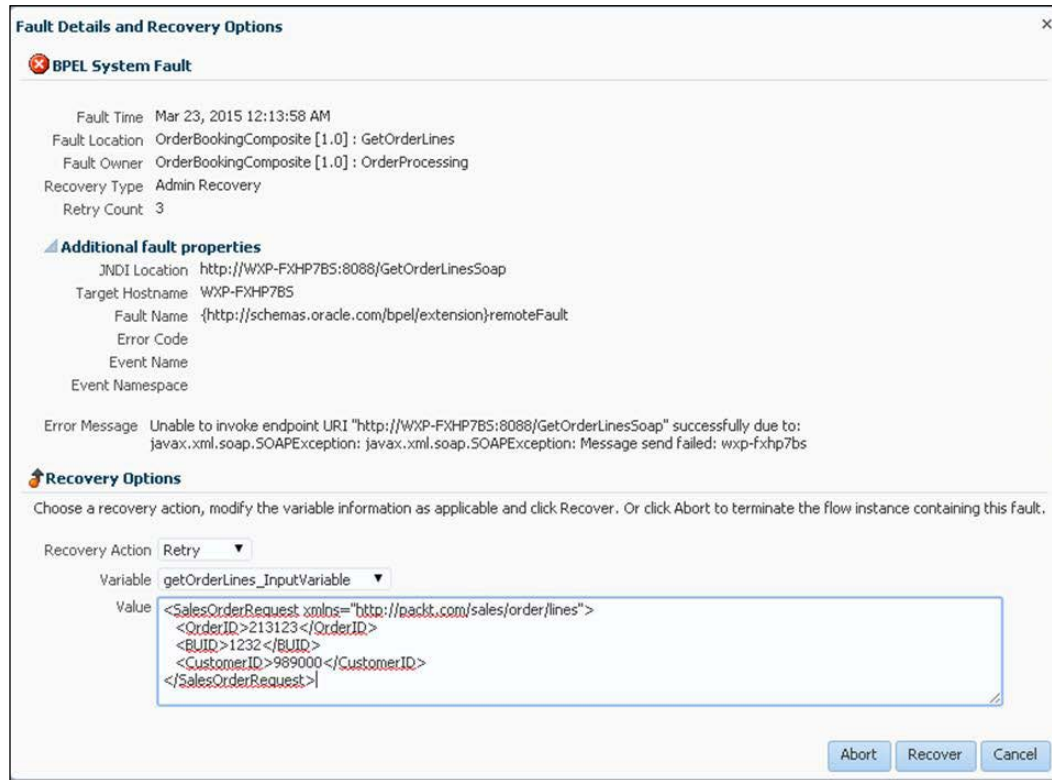 Fault Details and Recovery Options
BPEL System Fault
Fault Time Mar 23, 2015 12:13:58 AM
Fault Location OrderBookingComposite [1.0] : GetOrderLines
Fault Owner OrderBookingComposite [1.0] : OrderProcessing
Recovery Type Admin Recovery
Retry Count 3
Additional fault properties
JNDI Location http://WXP-FXHP7BS:8088/GetOrderLinesSoap
Target Hostname WXP-FXHP7BS
Fault Name {http://schemas.oracle.com/bpel/extension}remoteFault
Error Code
Event Name
Event Namespace
Error Message Unable to invoke endpoint URI "http://WXP-FXHP7BS:8088/GetOrderLinesSoap" successfully due to:
javax.xml.soap.SOAPException: javax.xml.soap.SOAPException: Message send failed: wxp-fxhp7bs
Recovery Options
Choose a recovery action, modify the variable information as applicable and click Recover. Or click Abort to terminate the flow instance containing this fault.
Recovery Action Retry
Variable getOrderLines_InputVariable
Value <SalesOrderRequest xmlns="http://packt.com/sales/order/lines">
<OrderID>213123</OrderID>
<BUID>1232</BUID>
<CustomerID>989000</CustomerID>
</SalesOrderRequest>
Abort Recover Cancel